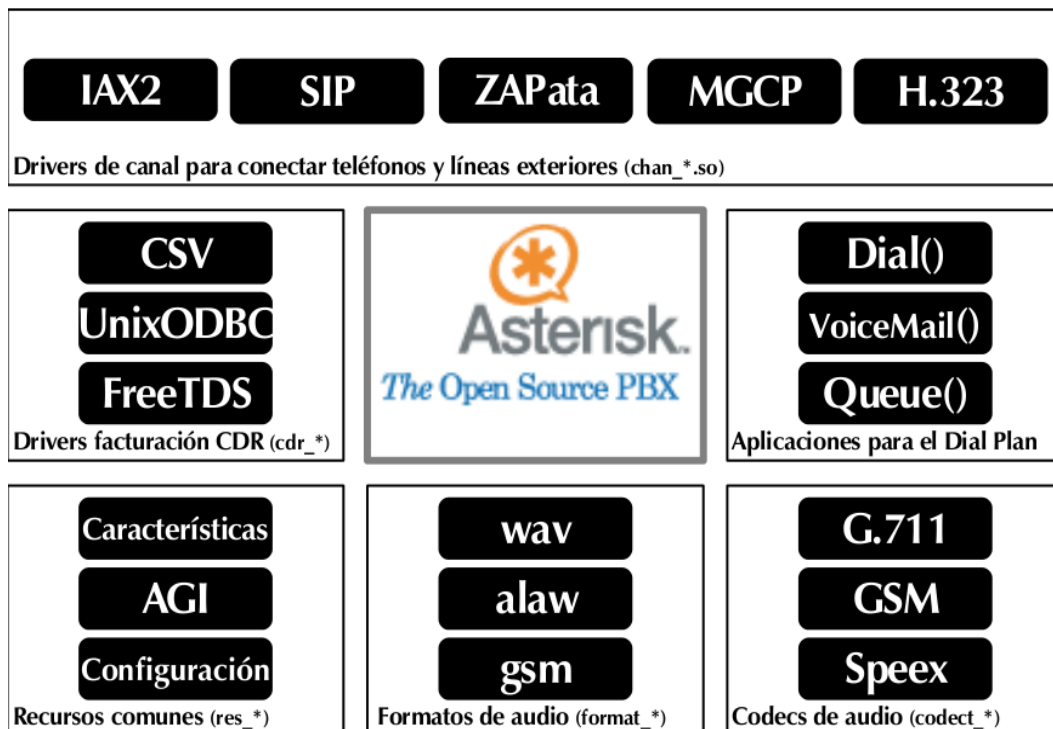 IAX2 SIP ZAPata MGCP H.323
Drivers de canal para conectar teléfonos y líneas exteriores (chan_*.so)
CSV
UnixODBC
FreeTDS
Drivers facturación CDR (cdr_*)
Asterisk™
The Open Source PBX
Dial()
VoiceMail()
Queue()
Aplicaciones para el Dial Plan
Característícas
AGI
Configuración
Recursos comunes (res_*)
wav
alaw
gsm
Formatos de audio (format_*)
G.711
GSM
Speex
Codecs de audio (codect_*)